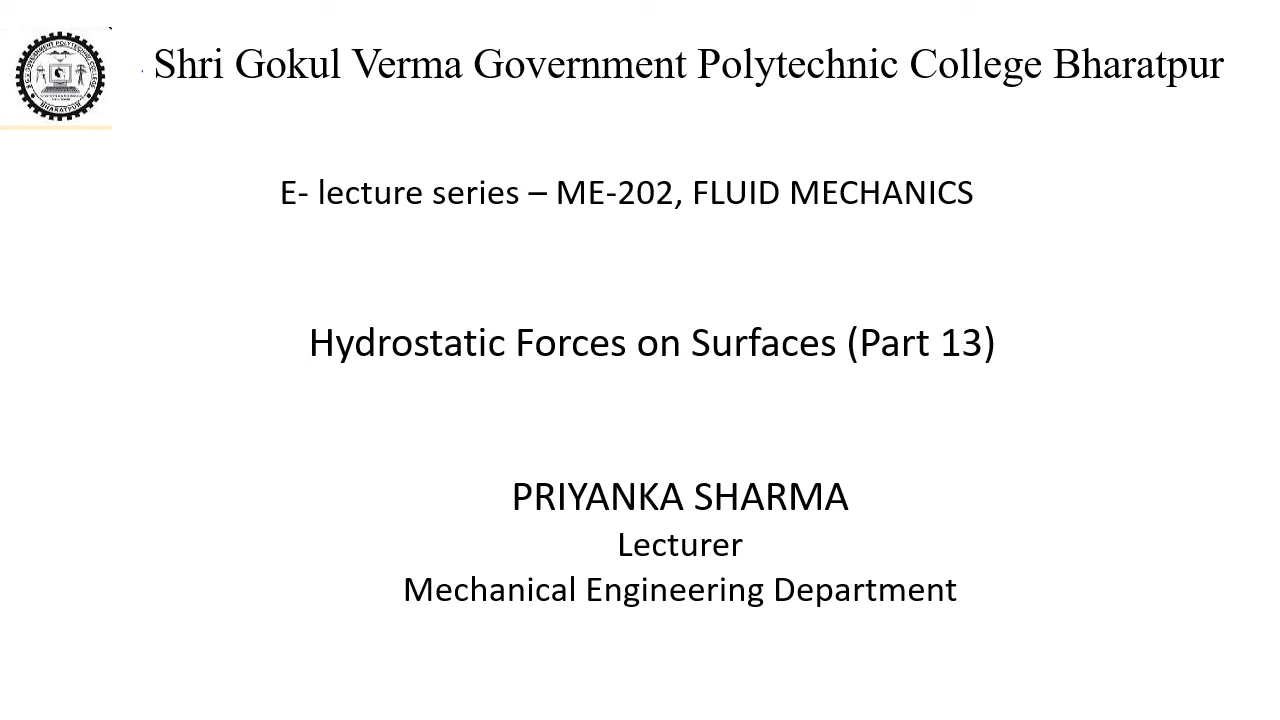 Shri Gokul Verma Government Polytechnic College Bharatpur
E- lecture series – ME-202, FLUID MECHANICS
Hydrostatic Forces on Surfaces (Part 13)
PRIYANKA SHARMA
Lecturer
Mechanical Engineering Department
BHARATPUR